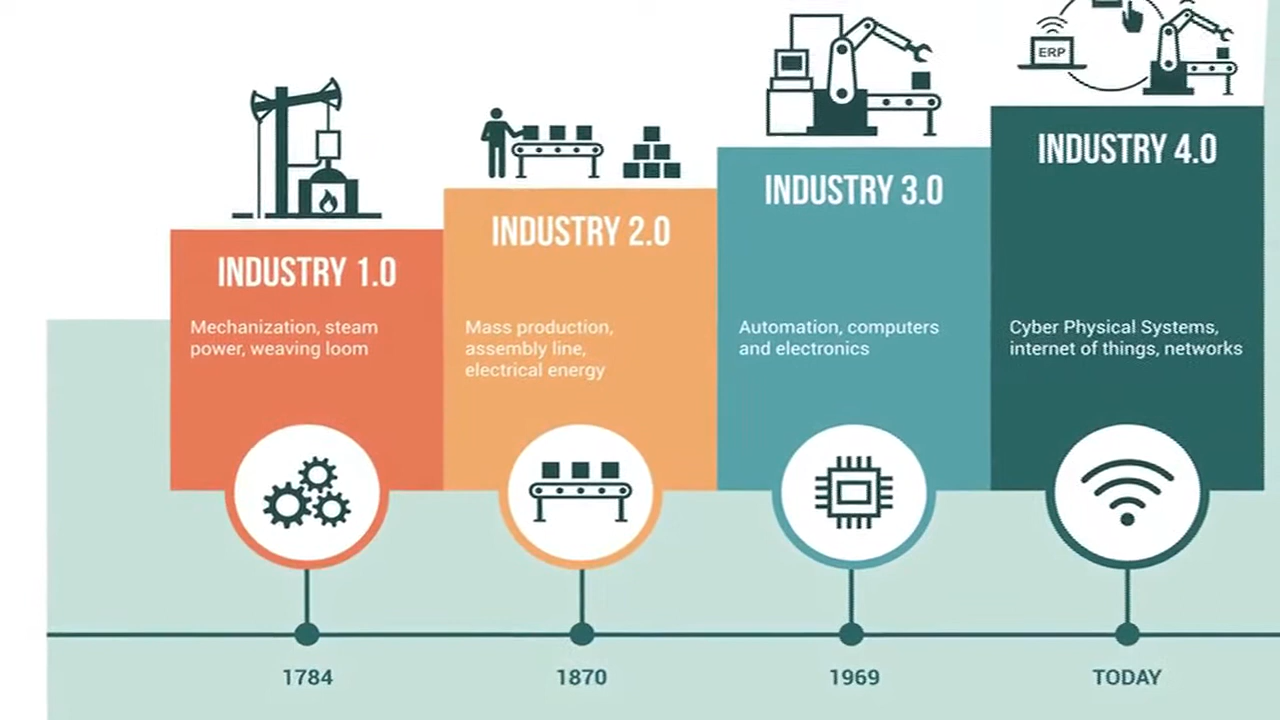 ERP
INDUSTRY 1.0
Mechanization, steam
power, weaving loom
INDUSTRY 2.0
Mass production,
assembly line,
electrical energy
INDUSTRY 3.0
Automation, computers
and electronics
INDUSTRY 4.0
Cyber Physical Systems,
internet of things, networks
1784
1870
1969
TODAY